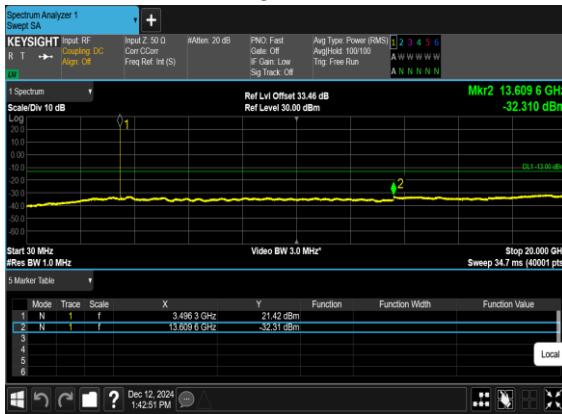 Spectrum Analyzer 1
Swept SA
KEYSIGHT Input: RF Input Z: 50 Ω #Atten: 20 dB PNO: Fast Avg Type: Power (RMS) 1 2 3 4 5 6
R T Coupling: DC Corr CCorr Gate: Off Avg|Hold: 100/100 A W W W W W
Align: Off Freq Ref: Int (S) IF Gain: Low Trig: Free Run
Sig Track: Off A N N N N N
1 Spectrum Ref Lvl Offset 33.46 dB Mkr2 13.609 6 GHz
Scale/Div 10 dB Ref Level 30.00 dBm -32.310 dBm
Log
20.0
10.0
0.00
-10.0
-20.0
-30.0
-40.0
-50.0
-60.0
1
DL1 -13.00 dBm
2
Start 30 MHz Video BW 3.0 MHz* Stop 20.000 GH
#Res BW 1.0 MHz Sweep 34.7 ms (40001 pts
5 Marker Table
Mode Trace Scale X Y Function Function Width Function Value
1 N 1 f 3.496 3 GHz 21.42 dBm
2 N 1 f 13.609 6 GHz -32.31 dBm
3
4
5
6
Local
? Dec 12, 2024
1:42:51 PM